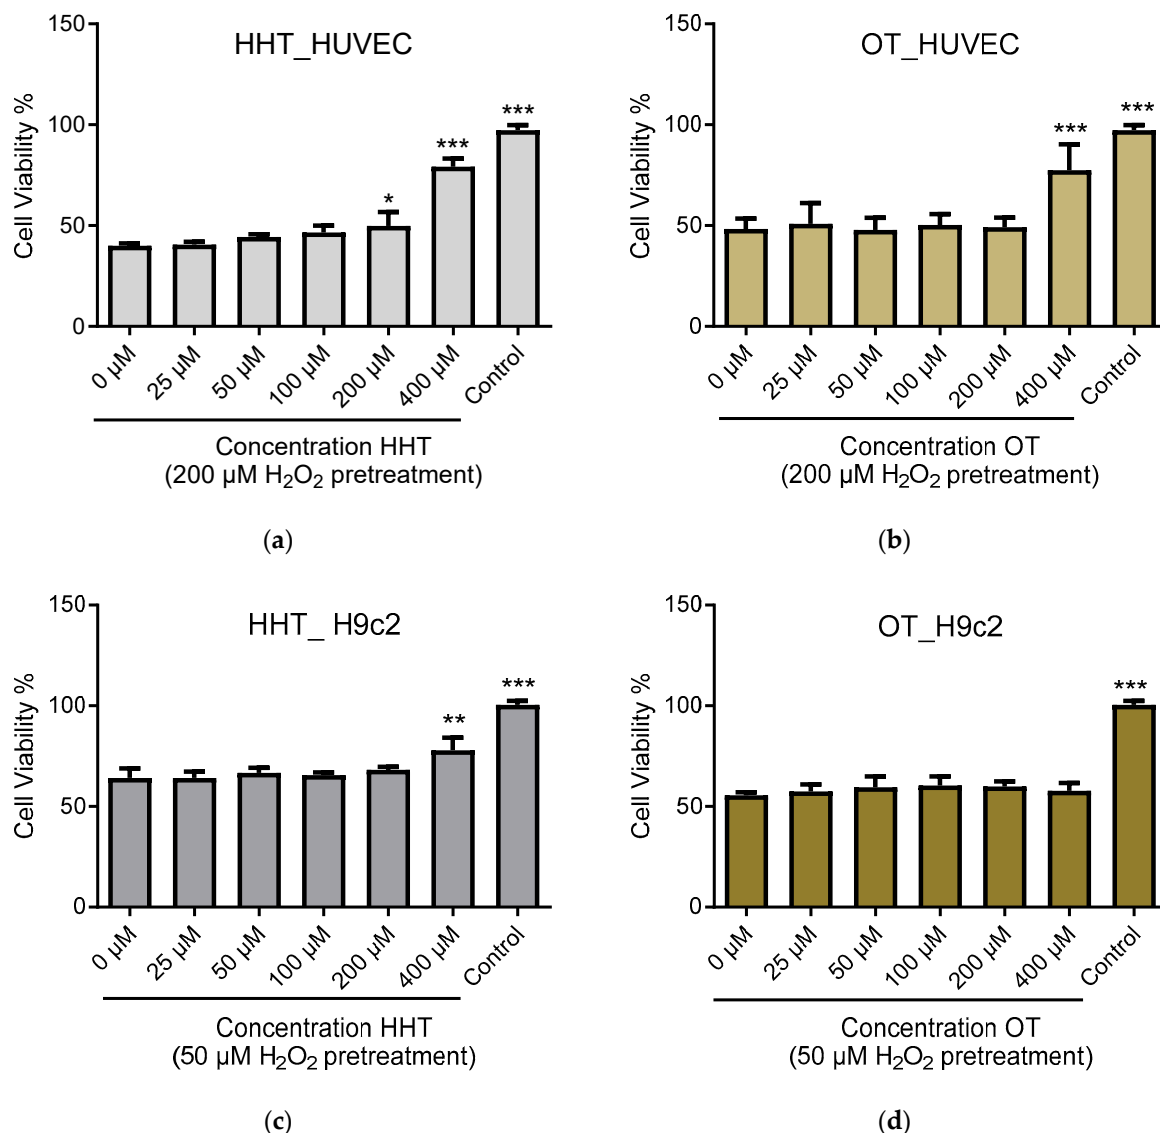 HHT_HUVEC
Cell Viability %
150
100
50
0
*
***
***
0 µM
25 µM
50 µM
100 µM
200 µM
400 µM
Control
Concentration HHT
(200 µM H₂O₂ pretreatment)
(a)
OT_HUVEC
Cell Viability %
150
100
50
0
***
***
0 µM
25 µM
50 µM
100 µM
200 µM
400 µM
Control
Concentration OT
(200 µM H₂O₂ pretreatment)
(b)
HHT_ H9c2
Cell Viability %
150
100
50
0
**
***
0 µM
25 µM
50 µM
100 µM
200 µM
400 µM
Control
Concentration HHT
(50 µM H₂O₂ pretreatment)
(c)
OT_H9c2
Cell Viability %
150
100
50
0
***
0 µM
25 µM
50 µM
100 µM
200 µM
400 µM
Control
Concentration OT
(50 µM H₂O₂ pretreatment)
(d)